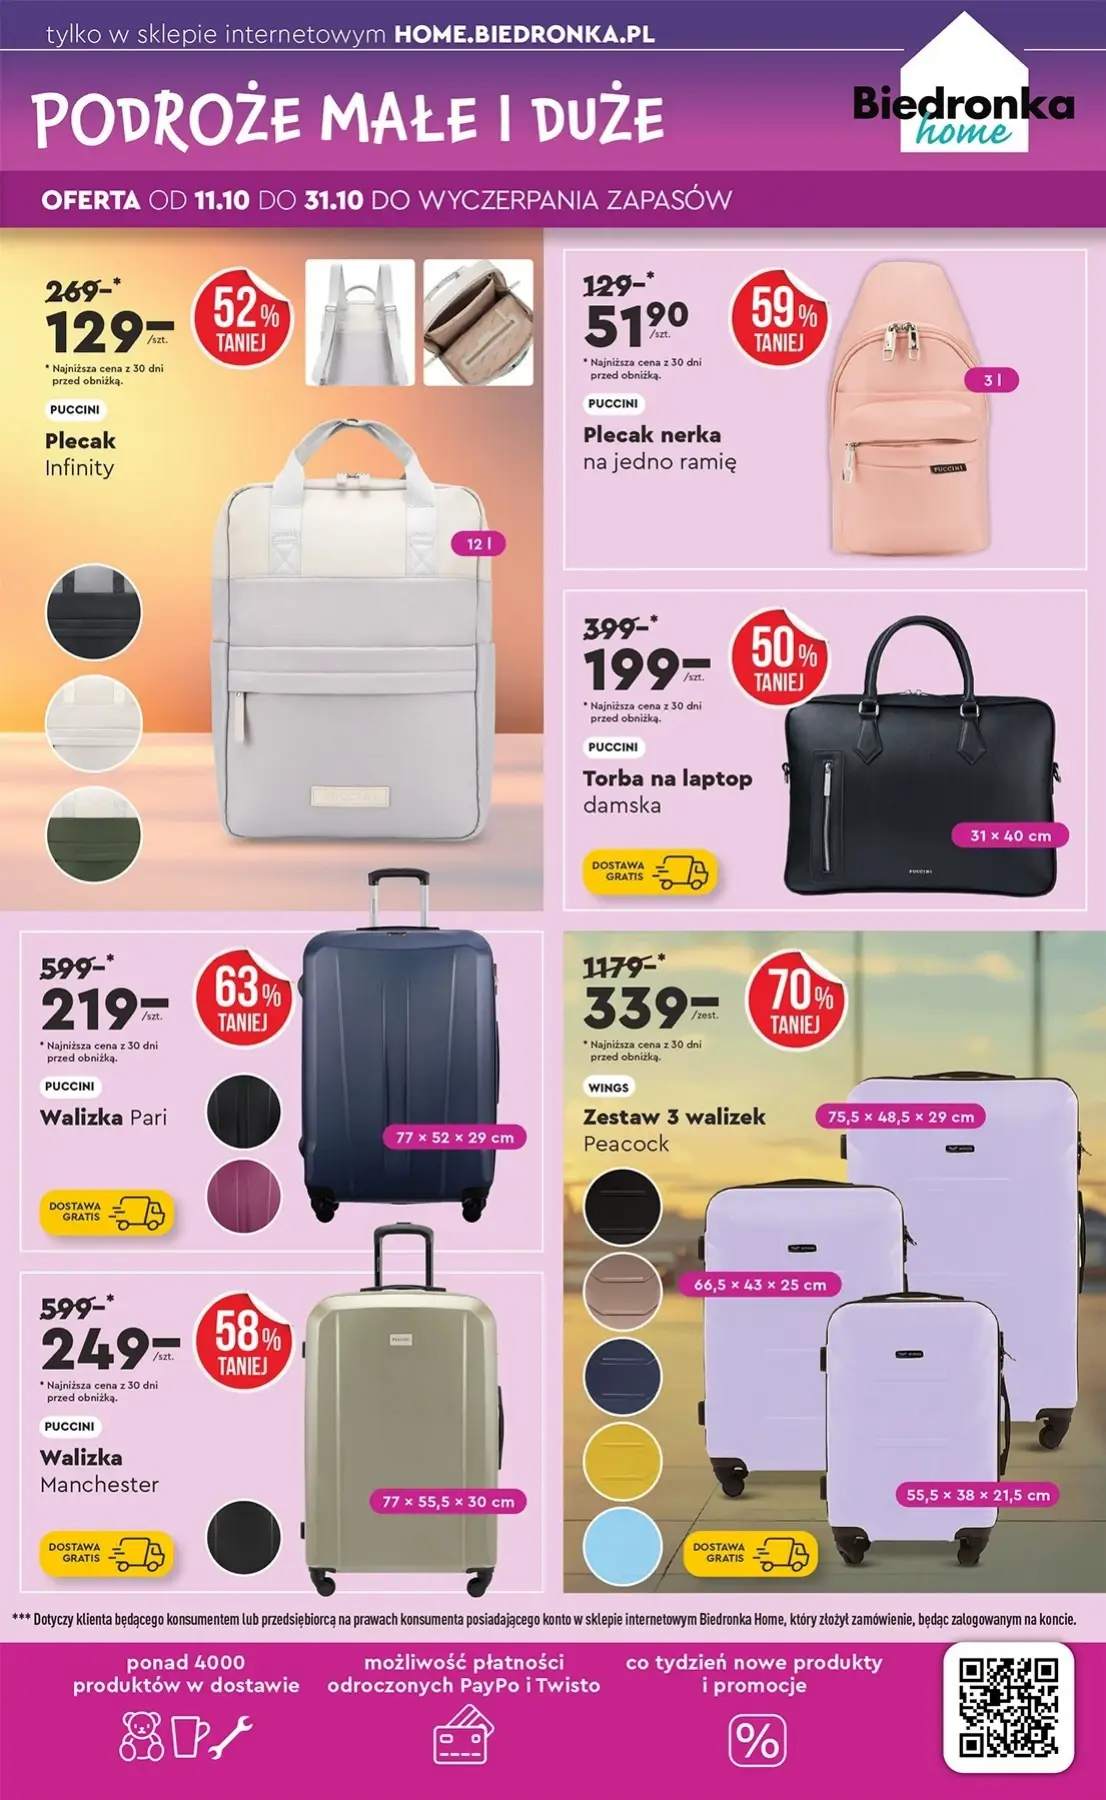 tylko w sklepie internetowym HOME.BIEDRONKA.PL
Biedronka
home
PODROŻE MAŁE I DUŻE
OFERTA OD 11.10 DO 31.10 DO WYCZERPANIA ZAPASÓW
269-*
129-
/szt.
52%
TANIEJ
* Najniższa cena z 30 dni
przed obniżką.
PUCCINI
Plecak
Infinity
12 l
PUCCINI
129-*
51 90
/szt.
59%
TANIEJ
* Najniższa cena z 30 dni
przed obniżką.
PUCCINI
Plecak nerka
na jedno ramię
3 l
PUCCINI
399-*
199-
/szt.
50%
TANIEJ
* Najniższa cena z 30 dni
przed obniżką.
PUCCINI
Torba na laptop
damska
31 × 40 cm
PUCCINI
DOSTAWA
GRATIS
599-*
219-
/szt.
63%
TANIEJ
* Najniższa cena z 30 dni
przed obniżką.
PUCCINI
Walizka Pari
77 × 52 × 29 cm
DOSTAWA
GRATIS
1179-*
339-
/zest.
70%
TANIEJ
* Najniższa cena z 30 dni
przed obniżką.
WINGS
Zestaw 3 walizek
Peacock
75,5 × 48,5 × 29 cm
66,5 × 43 × 25 cm
55,5 × 38 × 21,5 cm
DOSTAWA
GRATIS
599-*
249-
/szt.
58%
TANIEJ
* Najniższa cena z 30 dni
przed obniżką.
PUCCINI
Walizka
Manchester
PUCCINI
77 × 55,5 × 30 cm
DOSTAWA
GRATIS
*** Dotyczy klienta będącego konsumentem lub przedsiębiorcą na prawach konsumenta posiadającego konto w sklepie internetowym Biedronka Home, który złożył zamówienie, będąc zalogowanym na koncie.
ponad 4000
produktów w dostawie
możliwość płatności
odroczonych PayPo i Twisto
co tydzień nowe produkty
i promocje
%